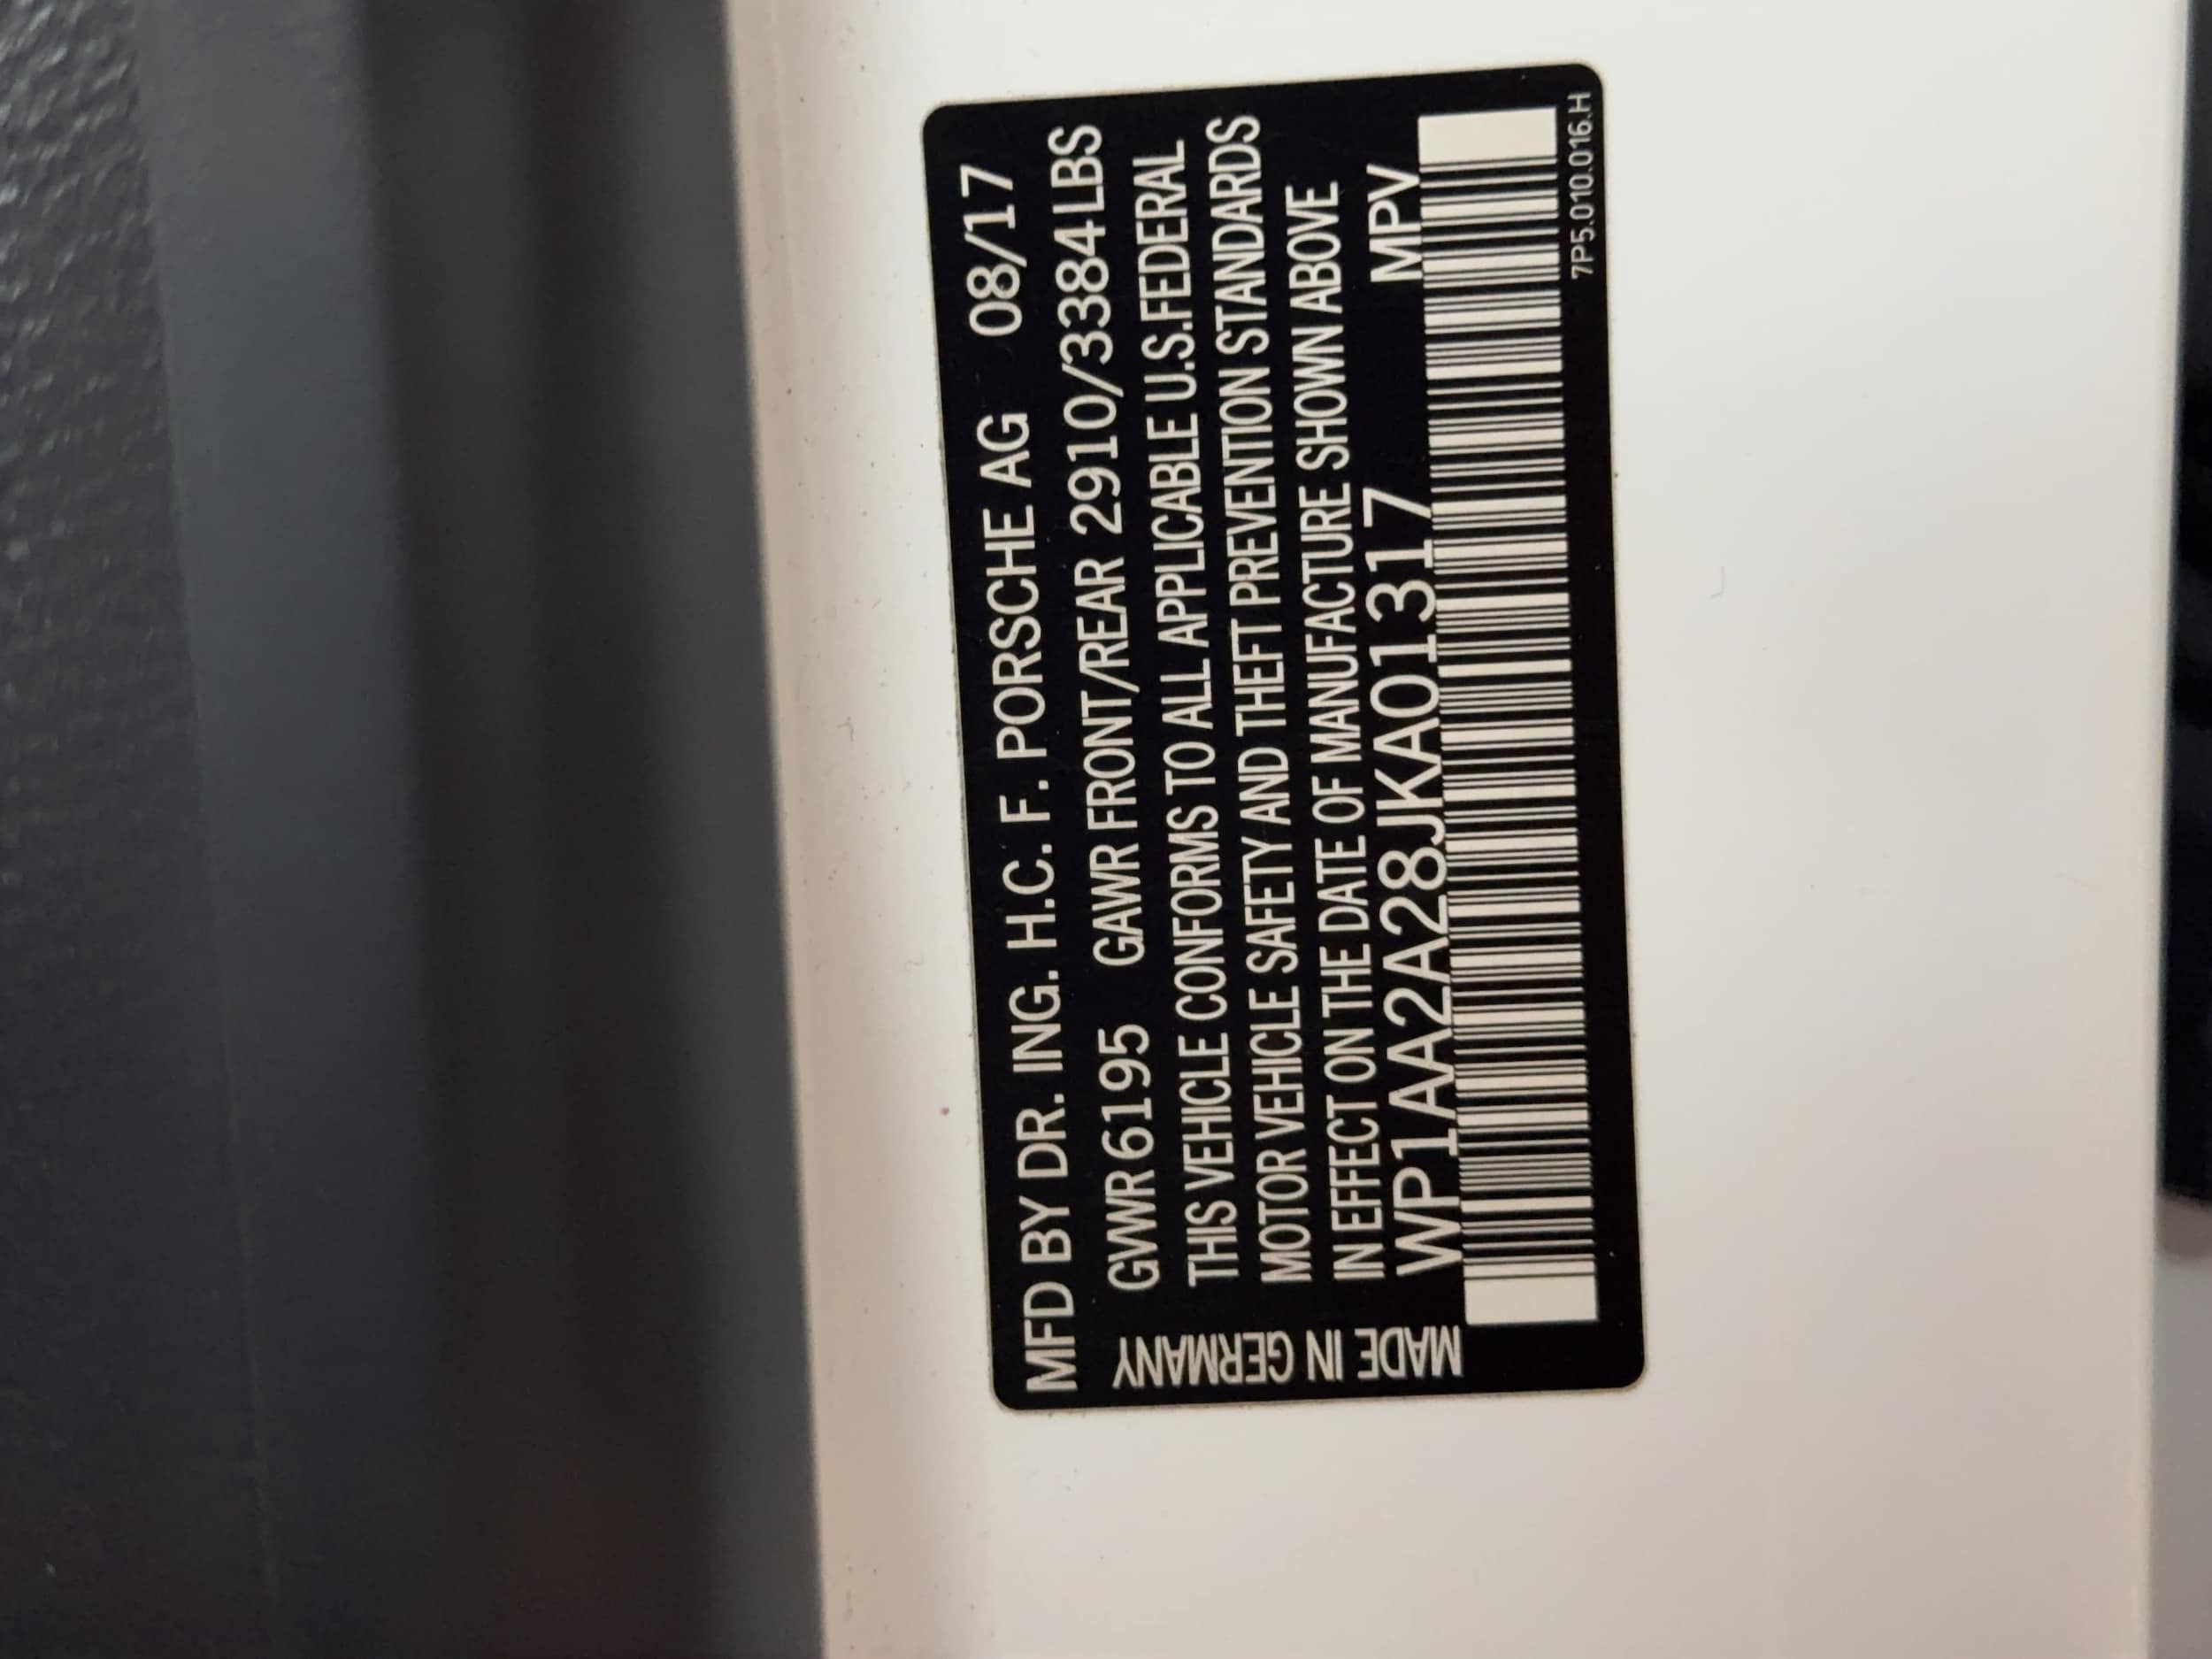 MFD BY DR. ING. H.C. F. PORSCHE AG 08/17
GVWR 6195 GAWR FRONT/REAR 2910/3384 LBS
THIS VEHICLE CONFORMS TO ALL APPLICABLE U.S. FEDERAL
MOTOR VEHICLE SAFETY AND THEFT PREVENTION STANDARDS
IN EFFECT ON THE DATE OF MANUFACTURE SHOWN ABOVE
WP1AA2A28JKA01317 MPV
7P5.010.016.H
MADE IN GERMANY